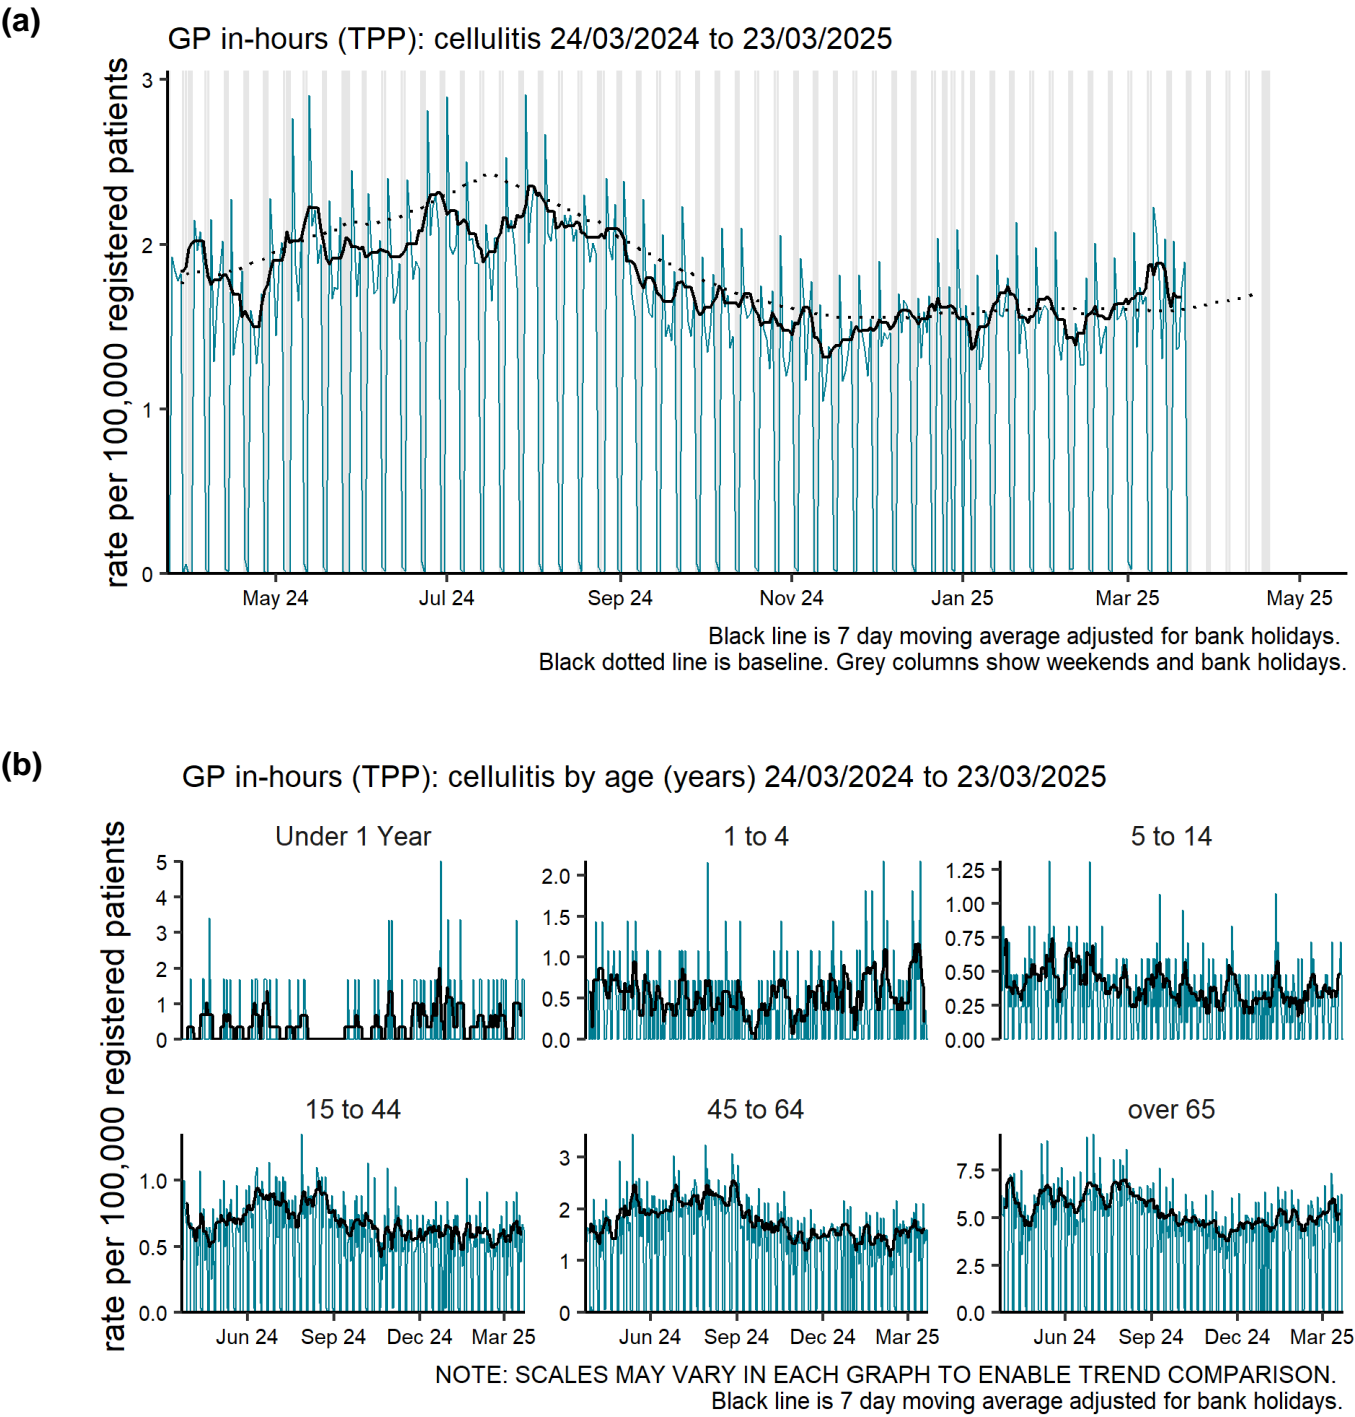 (a)
GP in-hours (TPP): cellulitis 24/03/2024 to 23/03/2025
rate per 100,000 registered patients
3
2
1
0
May 24 Jul 24 Sep 24 Nov 24 Jan 25 Mar 25 May 25
Black line is 7 day moving average adjusted for bank holidays.
Black dotted line is baseline. Grey columns show weekends and bank holidays.
(b)
GP in-hours (TPP): cellulitis by age (years) 24/03/2024 to 23/03/2025
rate per 100,000 registered patients
Under 1 Year
5
4
3
2
1
0
1 to 4
2.0
1.5
1.0
0.5
0.0
5 to 14
1.25
1.00
0.75
0.50
0.25
0.00
15 to 44
1.0
0.5
0.0
Jun 24 Sep 24 Dec 24 Mar 25
45 to 64
3
2
1
0
Jun 24 Sep 24 Dec 24 Mar 25
over 65
7.5
5.0
2.5
0.0
Jun 24 Sep 24 Dec 24 Mar 25
NOTE: SCALES MAY VARY IN EACH GRAPH TO ENABLE TREND COMPARISON.
Black line is 7 day moving average adjusted for bank holidays.